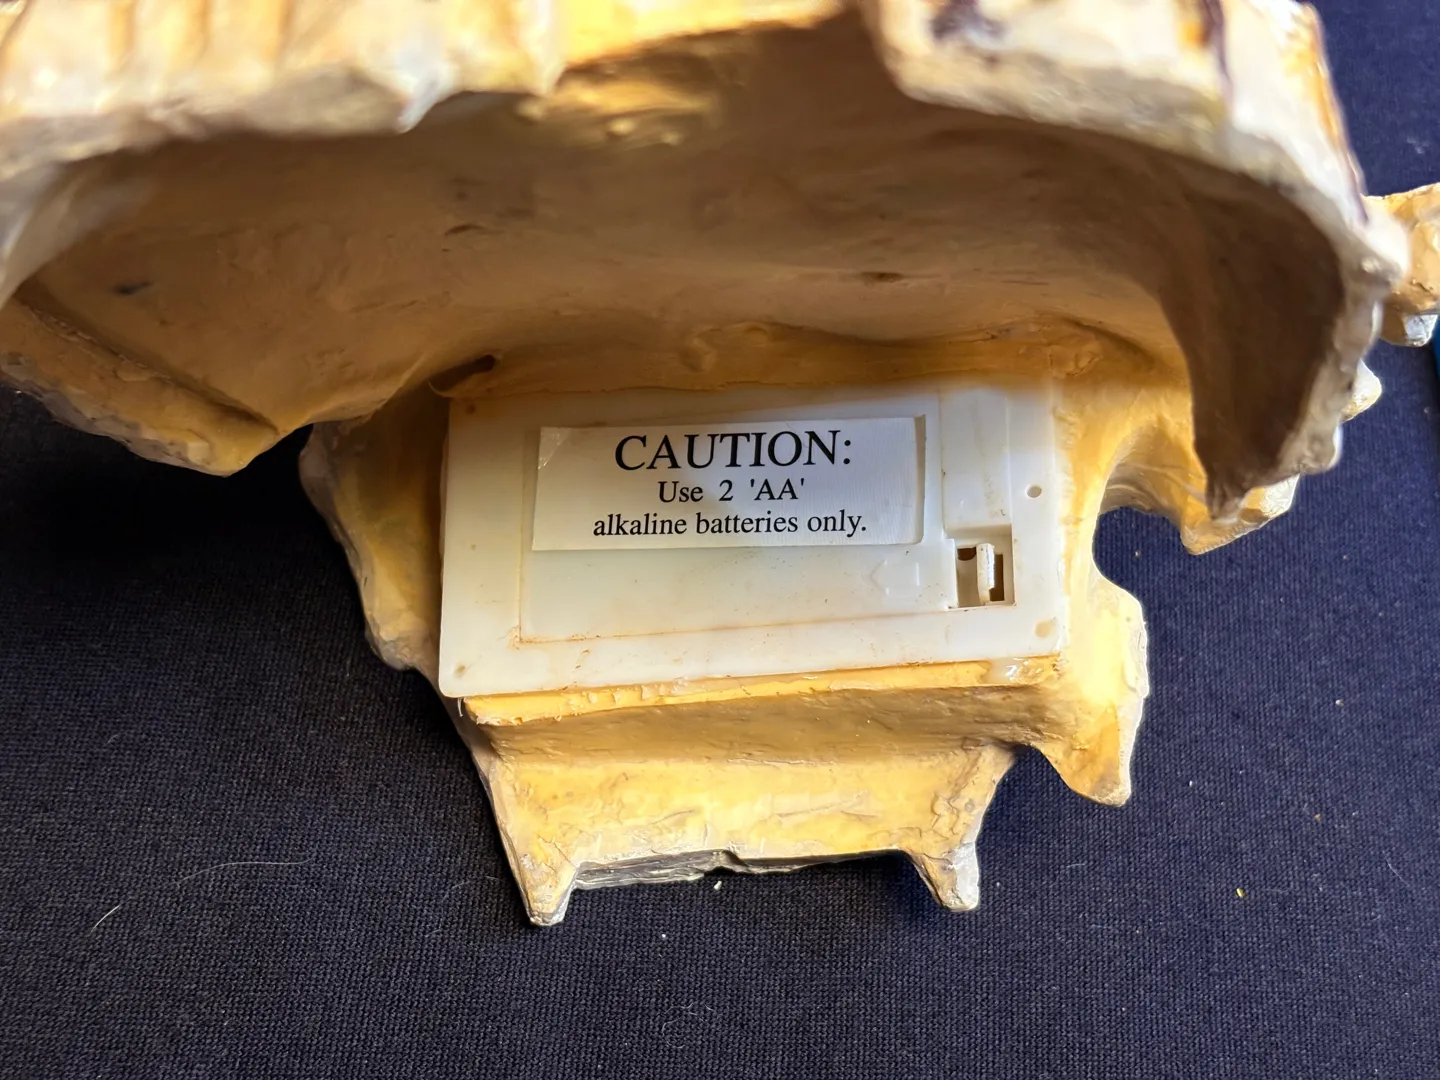 CAUTION:
Use 2 'AA'
alkaline batteries only.